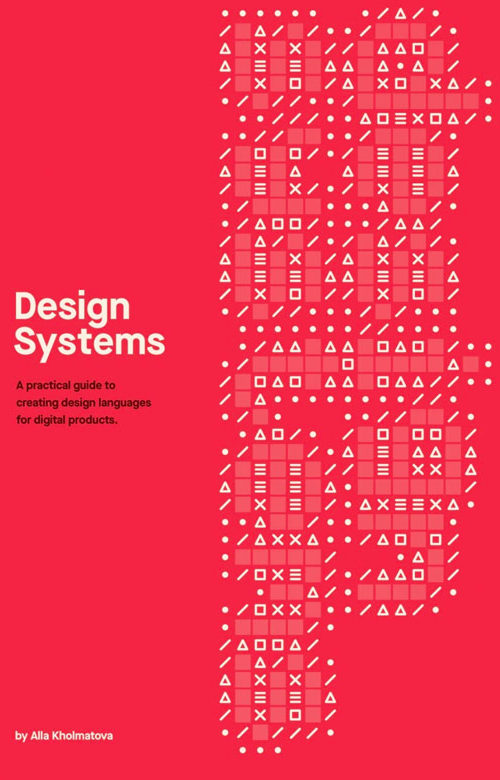 Design
Systems
A practical guide to
creating design languages
for digital products.
by Alla Kholmatova